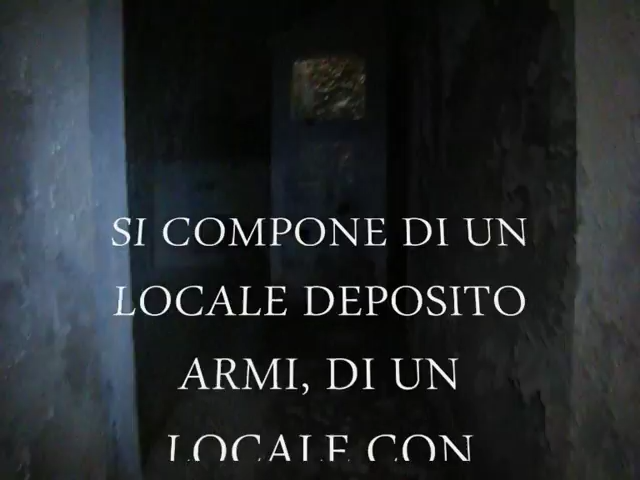 SI COMPONE DI UN
LOCALE DEPOSITO
ARMI, DI UN
LOCALE CON